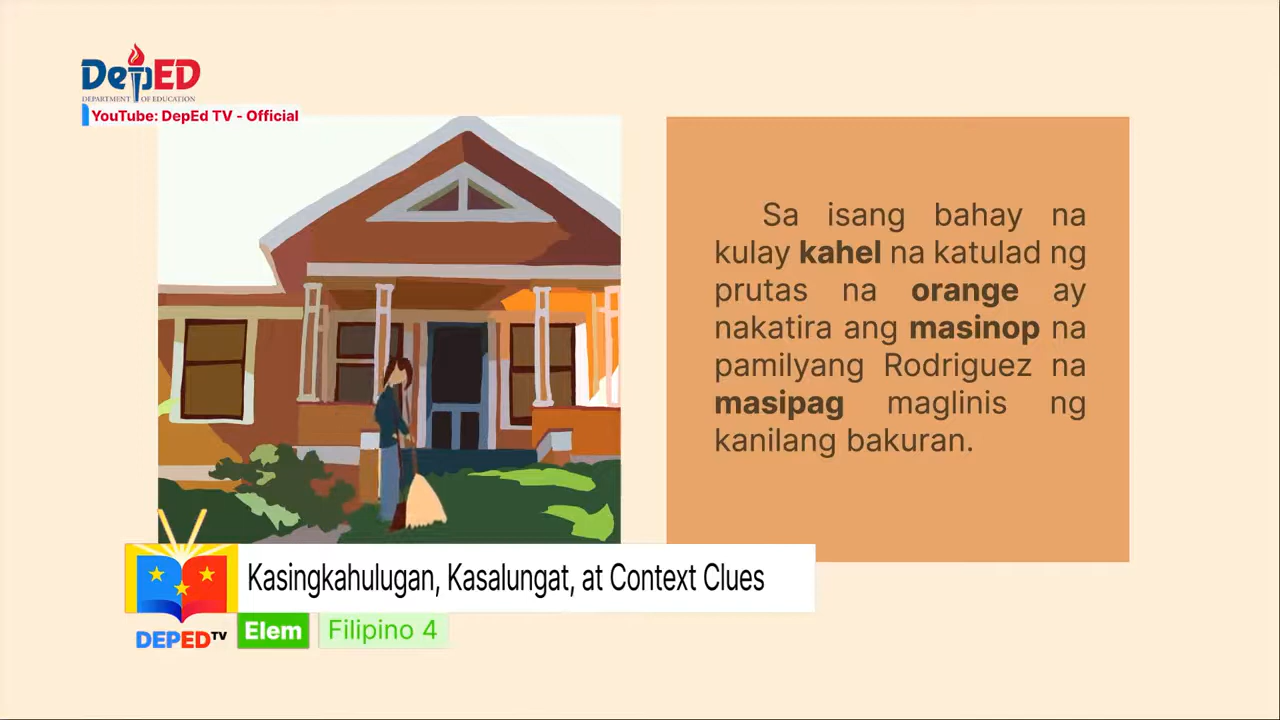 DepED
DEPARTMENT OF EDUCATION
YouTube: DepEd TV - Official
Sa isang bahay na
kulay kahel na katulad ng
prutas na orange ay
nakatira ang masinop na
pamilyang Rodriguez na
masipag maglinis ng
kanilang bakuran.
Kasingkahulugan, Kasalungat, at Context Clues
DEPED TV
Elem
Filipino 4